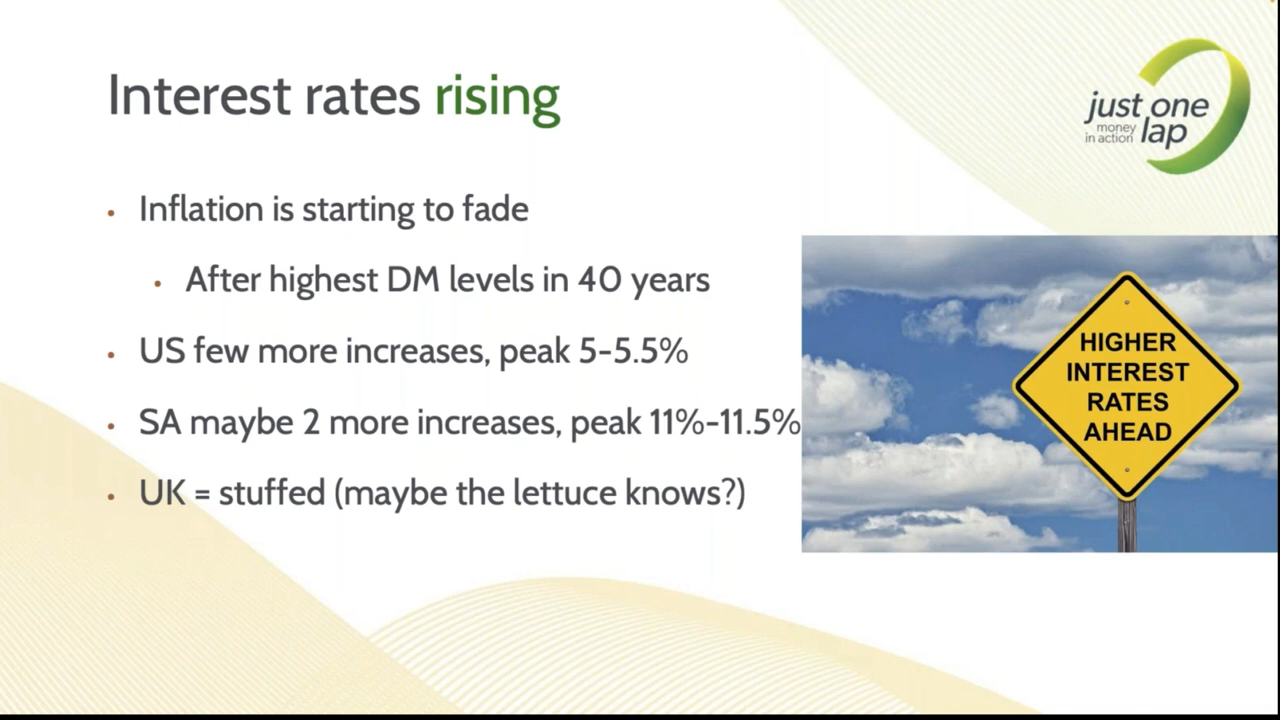 Interest rates rising
just one
money
in action lap
Inflation is starting to fade
After highest DM levels in 40 years
US few more increases, peak 5-5.5%
SA maybe 2 more increases, peak 11%-11.5%
UK = stuffed (maybe the lettuce knows?)
HIGHER
INTEREST
RATES
AHEAD